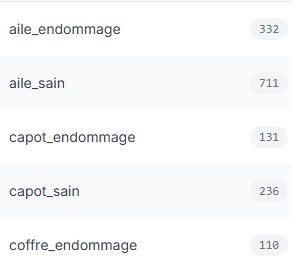 aile_endommage 332
aile_sain 711
capot_endommage 131
capot_sain 236
coffre_endommage 110